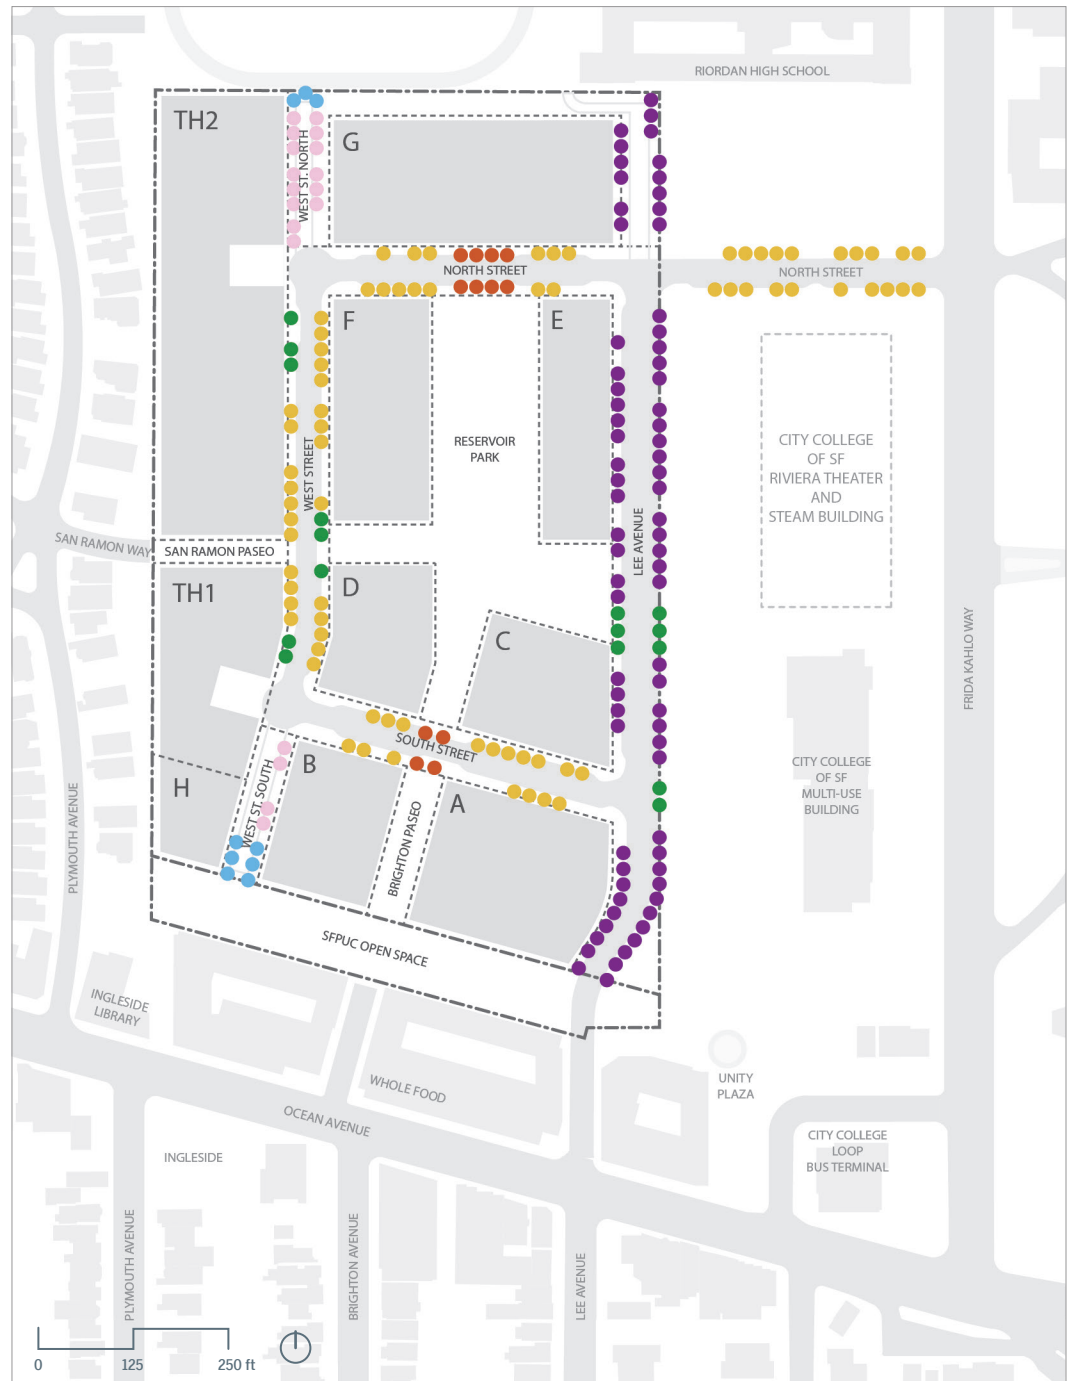 RIORDAN HIGH SCHOOL
TH2
WEST ST. NORTH
G
NORTH STREET
NORTH STREET
F
E
WEST STREET
RESERVOIR
PARK
CITY COLLEGE
OF SF
RIVIERA THEATER
AND
STEAM BUILDING
LEE AVENUE
SAN RAMON WAY
SAN RAMON PASEO
TH1
D
C
FRIDA KAHLO WAY
SOUTH STREET
B
H
WEST ST. SOUTH
A
BRIGHTON PASEO
CITY COLLEGE
OF SF
MULTI-USE
BUILDING
PLYMOUTH AVENUE
SFPUC OPEN SPACE
INGLESIDE
LIBRARY
WHOLE FOOD
UNITY
PLAZA
OCEAN AVENUE
CITY COLLEGE
LOOP
BUS TERMINAL
INGLESIDE
PLYMOUTH AVENUE
BRIGHTON AVENUE
LEE AVENUE
0 125 250 ft